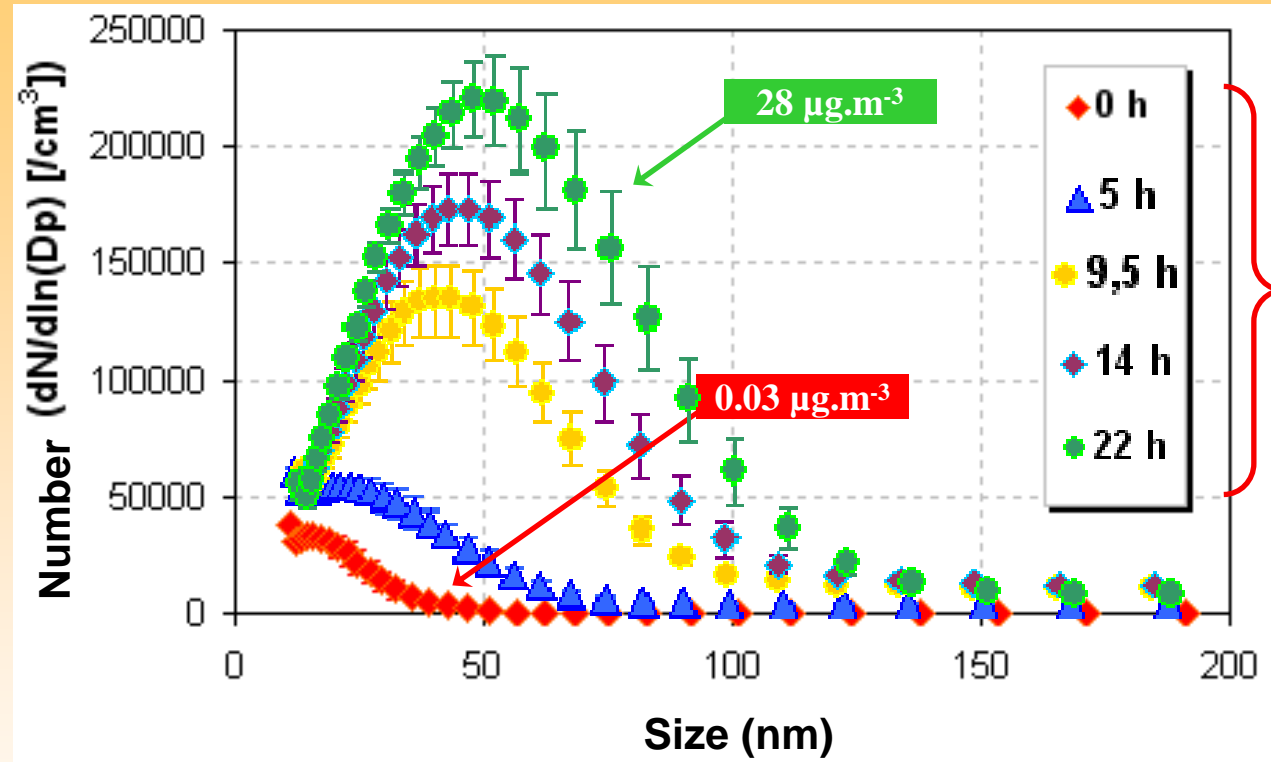 Number (dN/dln(Dp) [/cm³]
250000
200000
150000
100000
50000
0
0 50 100 150 200
Size (nm)
28 µg.m⁻³
0.03 µg.m⁻³
0 h
5 h
9,5 h
14 h
22 h